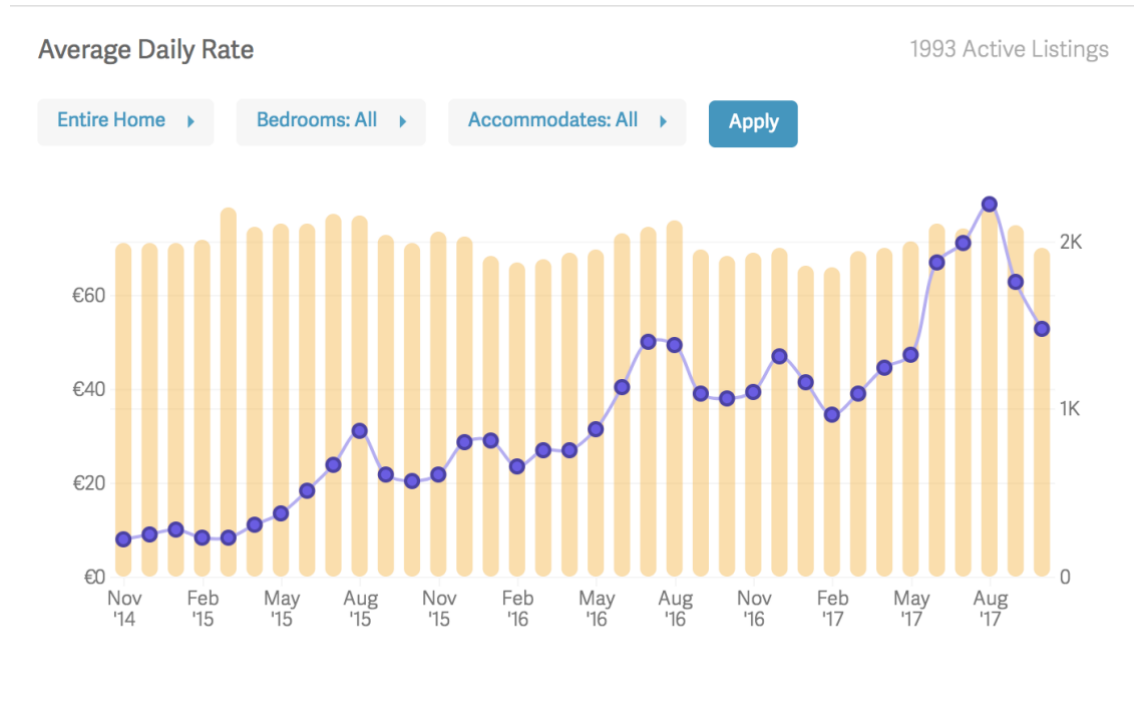 Average Daily Rate
1993 Active Listings
Entire Home
Bedrooms: All
Accommodates: All
Apply
2K
€60
€40
1K
€20
€0
0
Nov Feb May Aug Nov Feb May Aug Nov Feb May Aug
'14 '15 '15 '15 '15 '16 '16 '16 '16 '17 '17 '17